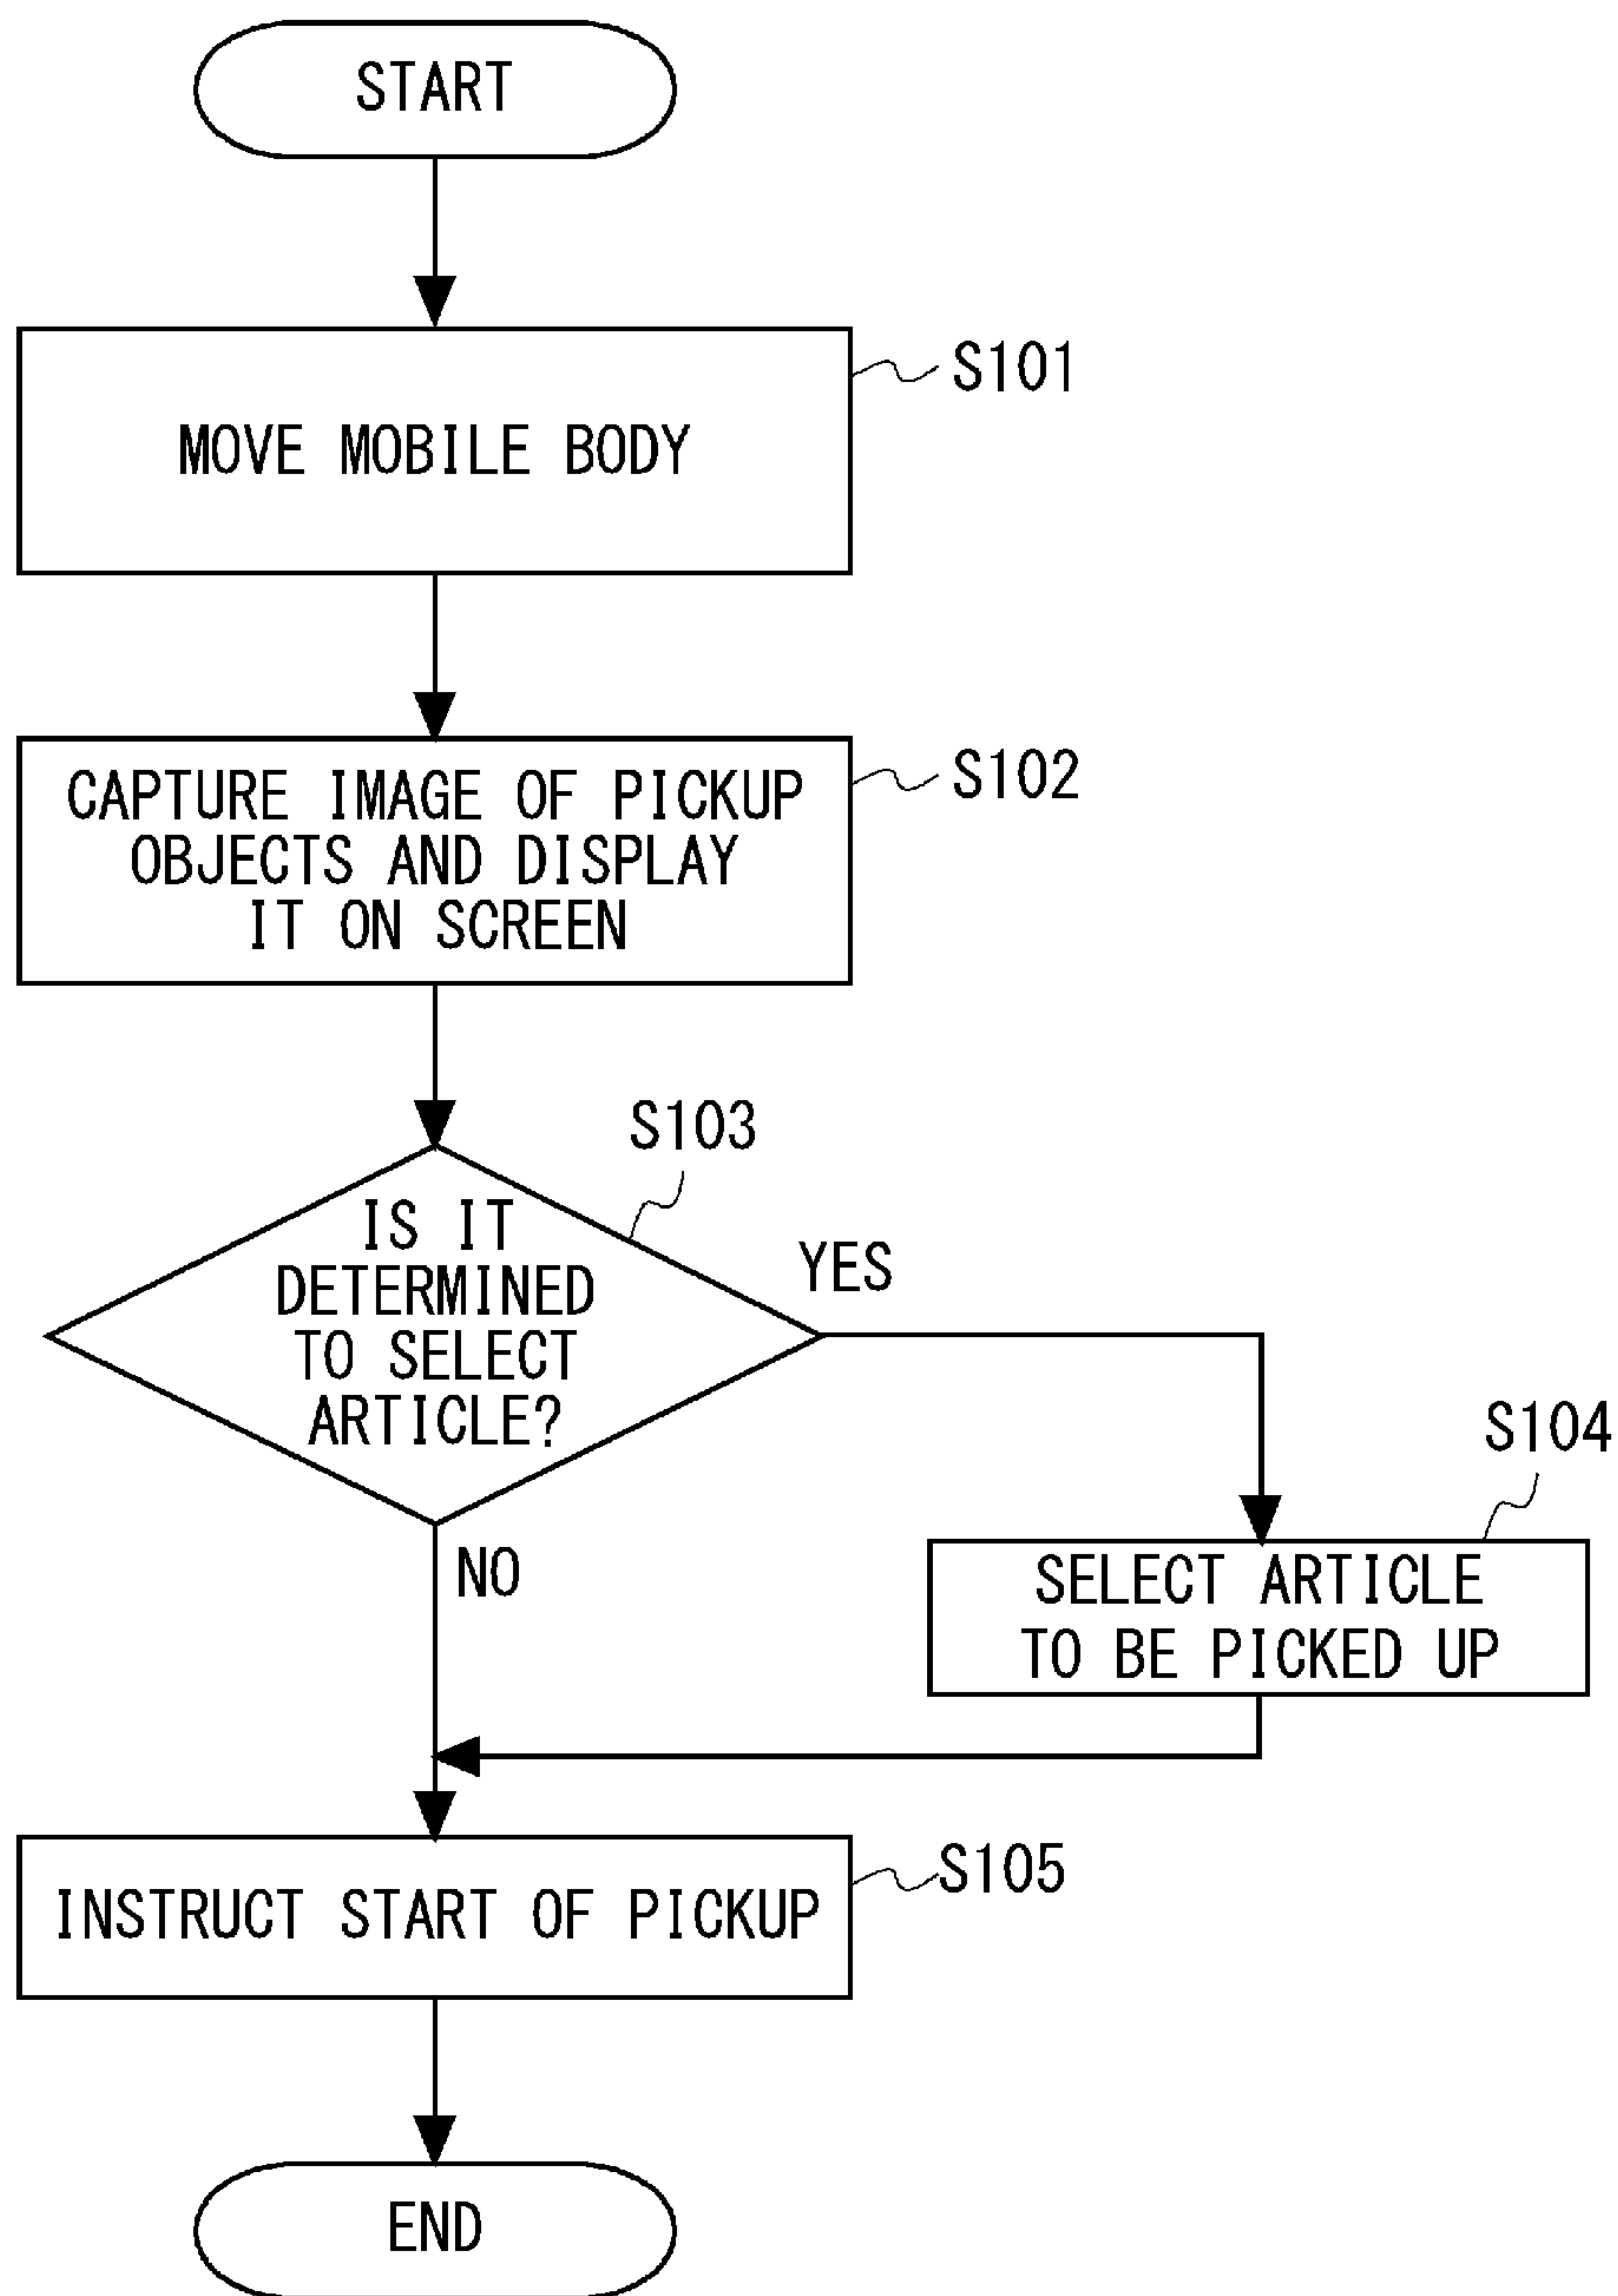 START
S101
MOVE MOBILE BODY
S102
CAPTURE IMAGE OF PICKUP
OBJECTS AND DISPLAY
IT ON SCREEN
S103
IS IT
DETERMINED
TO SELECT
ARTICLE?
YES
S104
SELECT ARTICLE
TO BE PICKED UP
NO
S105
INSTRUCT START OF PICKUP
END